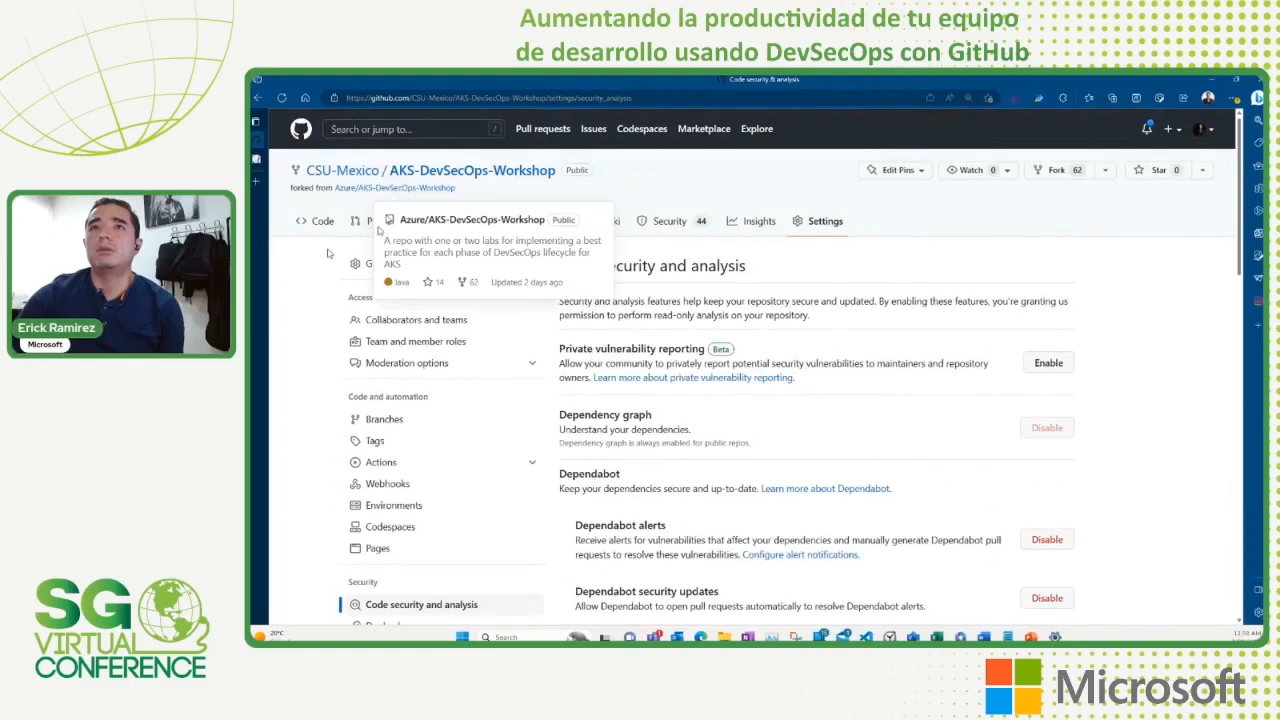 Aumentando la productividad de tu equipo
de desarrollo usando DevSecOps con GitHub
Code security & analysis
https://github.com/CSU-Mexico/AKS-DevSecOps-Workshop/settings/security_analysis
Search or jump to...
/
Pull requests
Issues
Codespaces
Marketplace
Explore
CSU-Mexico / AKS-DevSecOps-Workshop Public
Edit Pins
Watch 0
Fork 62
Star 0
forked from Azure/AKS-DevSecOps-Workshop
Code
Security 44
Insights
Settings
Azure/AKS-DevSecOps-Workshop Public
A repo with one or two labs for implementing a best
practice for each phase of DevSecOps lifecycle for
AKS
Java 14 62 Updated 2 days ago
Access
Collaborators and teams
Team and member roles
Moderation options
Code and automation
Branches
Tags
Actions
Webhooks
Environments
Codespaces
Pages
Security
Code security and analysis
curity and analysis
Security and analysis features help keep your repository secure and updated. By enabling these features, you're granting us
permission to perform read-only analysis on your repository.
Private vulnerability reporting Beta
Allow your community to privately report potential security vulnerabilities to maintainers and repository
owners. Learn more about private vulnerability reporting.
Enable
Dependency graph
Understand your dependencies.
Dependency graph is always enabled for public repos.
Disable
Dependabot
Keep your dependencies secure and up-to-date. Learn more about Dependabot.
Dependabot alerts
Receive alerts for vulnerabilities that affect your dependencies and manually generate Dependabot pull
requests to resolve these vulnerabilities. Configure alert notifications.
Disable
Dependabot security updates
Allow Dependabot to open pull requests automatically to resolve Dependabot alerts.
Disable
20°C
Search
11:58 AM
Erick Ramirez
Microsoft
SG
VIRTUAL
CONFERENCE
Microsoft